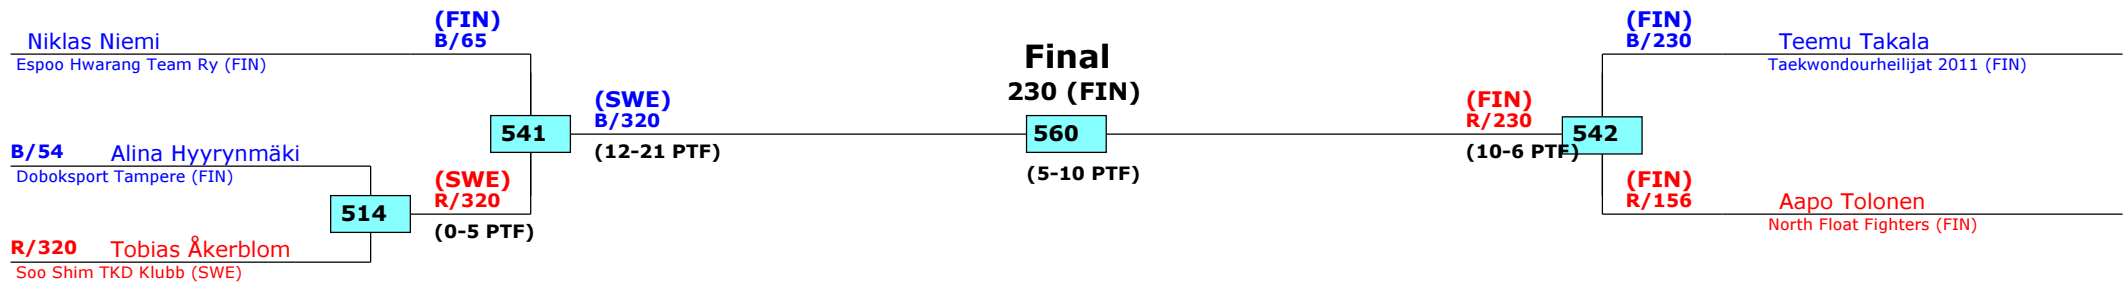 (FIN)
B/65
Niklas Niemi
Espoo Hwarang Team Ry (FIN)
B/54 Alina Hyyrynmäki
Doboksport Tampere (FIN)
514
R/320 Tobias Åkerblom
Soo Shim TKD Klubb (SWE)
(SWE)
R/320
(0-5 PTF)
541
(SWE)
B/320
(12-21 PTF)
Final
230 (FIN)
560
(5-10 PTF)
(FIN)
R/230
(10-6 PTF)
542
(FIN)
B/230
Teemu Takala
Taekwondourheilijat 2011 (FIN)
(FIN)
R/156
Aapo Tolonen
North Float Fighters (FIN)